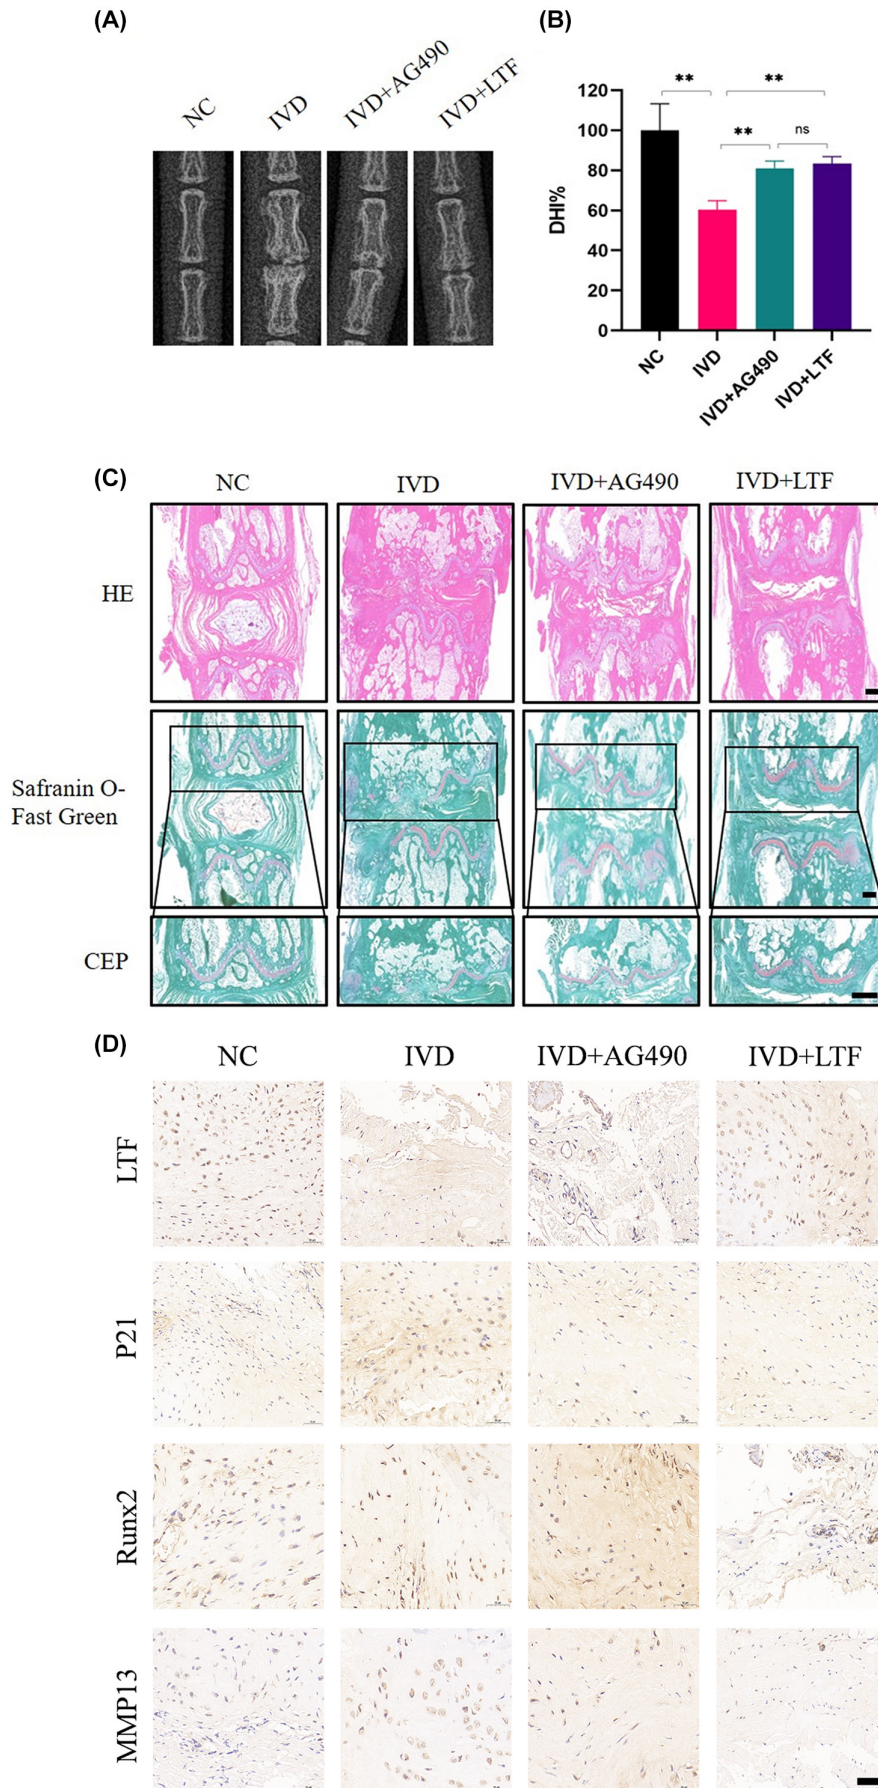 (A)
NC
IVD
IVD+AG490
IVD+LTF
(B)
**
**
**
ns
120
100
80
60
40
20
0
DHI%
NC
IVD
IVD+AG490
IVD+LTF
(C)
NC
IVD
IVD+AG490
IVD+LTF
HE
Safranin O-
Fast Green
CEP
(D)
NC
IVD
IVD+AG490
IVD+LTF
LTF
P21
Runx2
MMP13